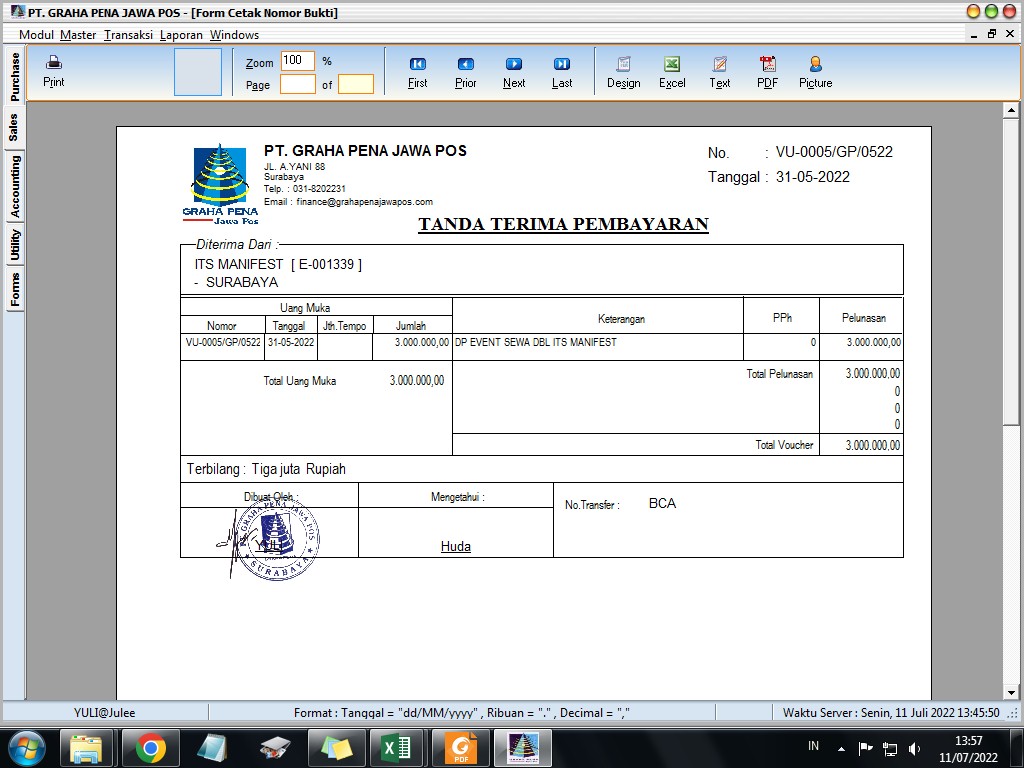 PT. GRAHA PENA JAWA POS - [Form Cetak Nomor Bukti]
Modul Master Transaksi Laporan Windows
Print
Zoom 100 %
Page of
First Prior Next Last
Design Excel Text PDF Picture
Purchase
Sales
Accounting
Utility
Forms
GRAHA PENA
Jawa Pos
PT. GRAHA PENA JAWA POS
JL. A.YANI 88
Surabaya
Telp. : 031-8202231
Email : finance@grahapenajawapos.com
No. : VU-0005/GP/0522
Tanggal : 31-05-2022
TANDA TERIMA PEMBAYARAN
Diterima Dari :
ITS MANIFEST [ E-001339 ]
- SURABAYA
Uang Muka Keterangan PPh Pelunasan
Nomor Tanggal Jth.Tempo Jumlah
VU-0005/GP/0522 31-05-2022 3.000.000,00 DP EVENT SEWA DBL ITS MANIFEST 0 3.000.000,00
Total Uang Muka 3.000.000,00
Total Pelunasan 3.000.000,00
0
0
0
Total Voucher 3.000.000,00
Terbilang : Tiga juta Rupiah
Dibuat Oleh : Mengetahui : No.Transfer : BCA
PT. GRAHA PENA JAWA POS
SURABAYA
YULI
Huda
YULI@Julee Format : Tanggal = "dd/MM/yyyy" , Ribuan = "." , Decimal = "," Waktu Server : Senin, 11 Juli 2022 13:45:50
PDF
IN
13:57
11/07/2022